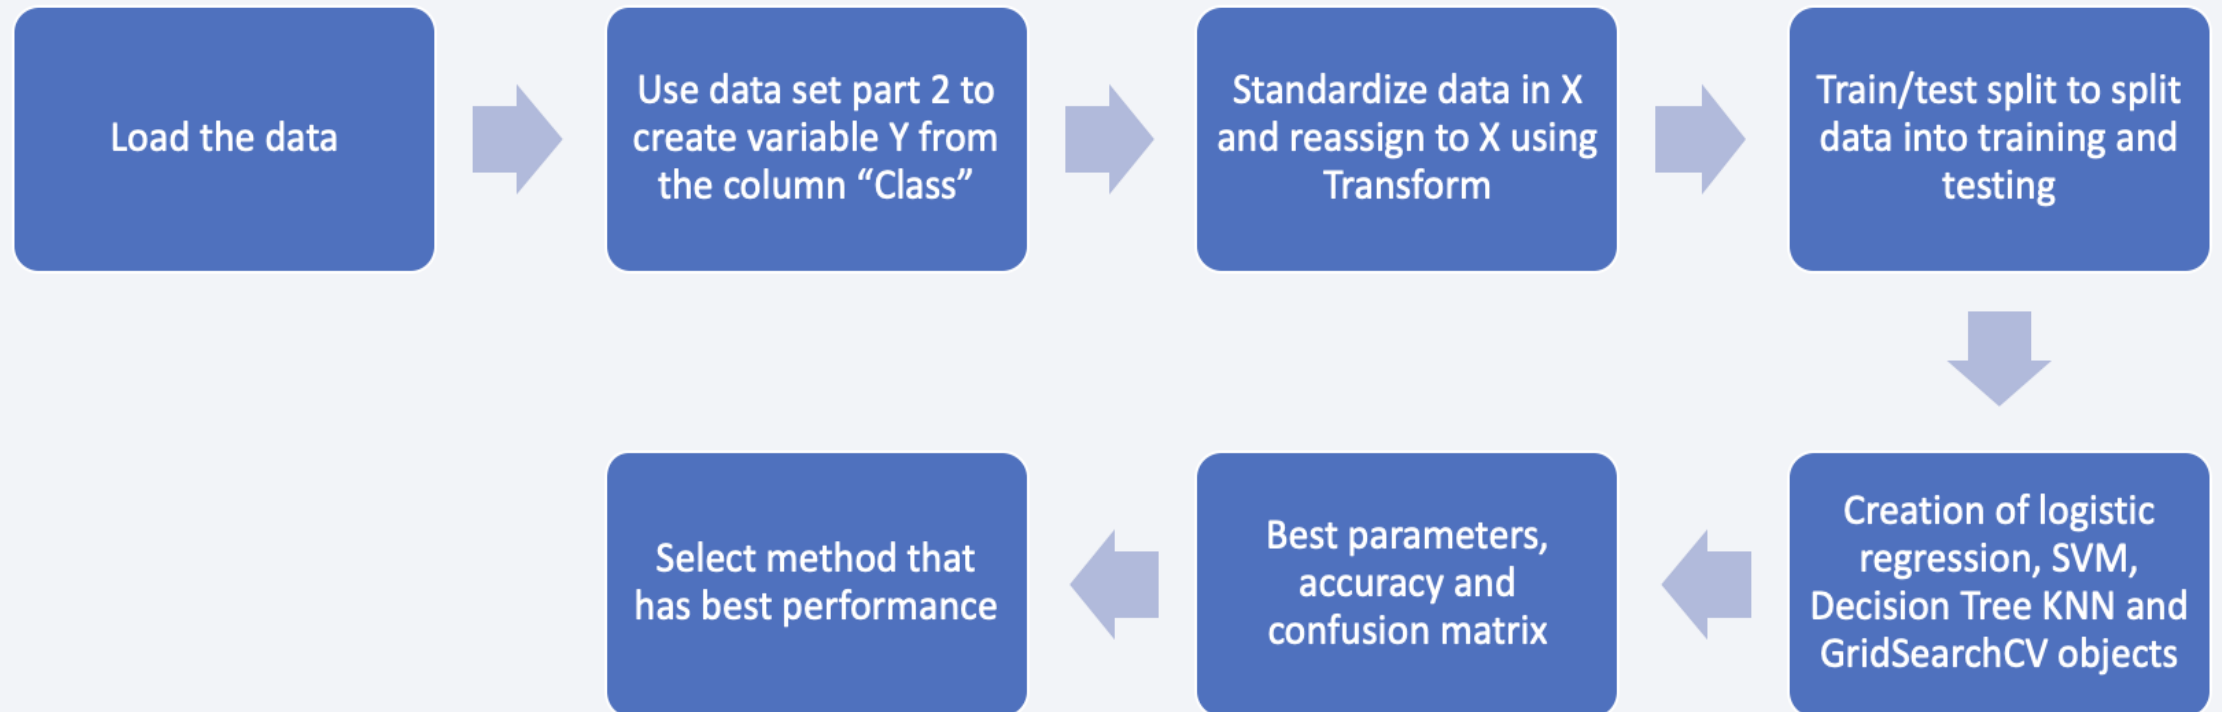 Load the data
Use data set part 2 to
create variable Y from
the column “Class”
Standardize data in X
and reassign to X using
Transform
Train/test split to split
data into training and
testing
Creation of logistic
regression, SVM,
Decision Tree KNN and
GridSearchCV objects
Best parameters,
accuracy and
confusion matrix
Select method that
has best performance